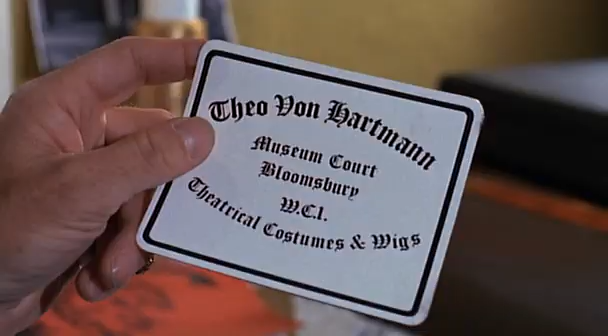 Theo Von Hartmann
Museum Court
Bloomsbury
W.C.1.
Theatrical Costumes & Wigs